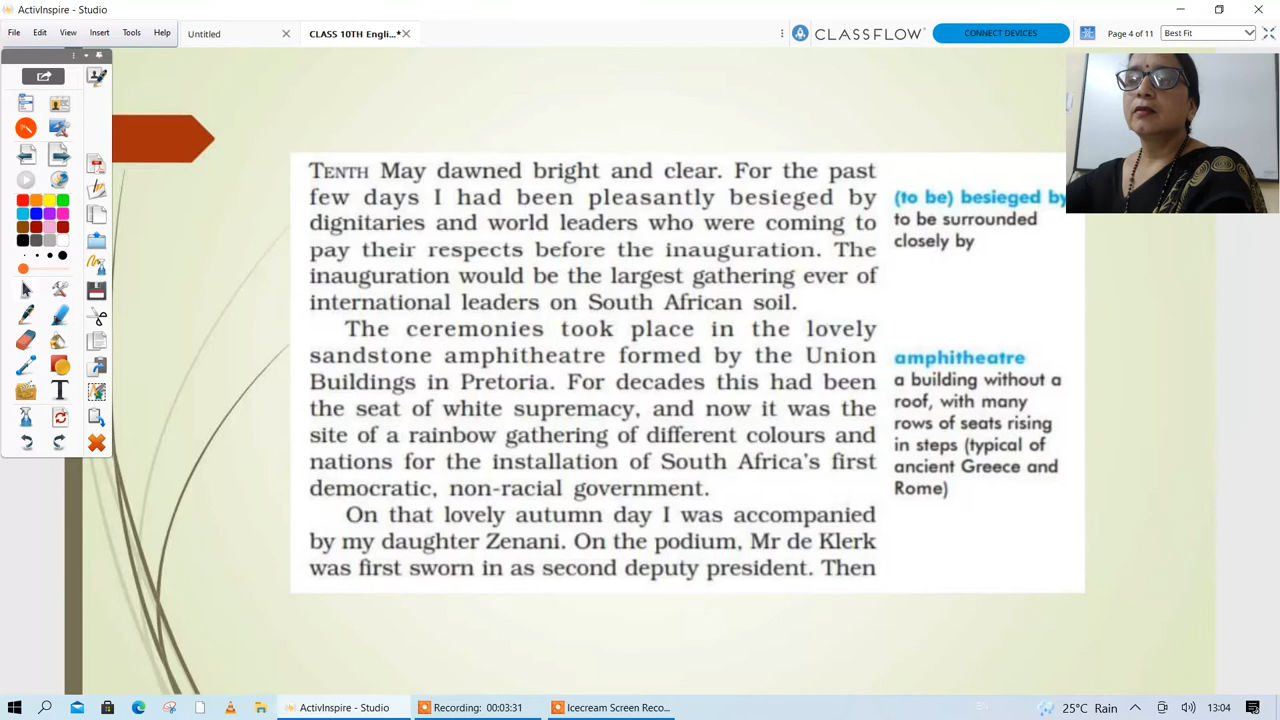 ActivInspire - Studio
File Edit View Insert Tools Help
Untitled
CLASS 10TH Engli...*
CLASSFLOW
CONNECT DEVICES
Page 4 of 11
Best Fit
TENTH May dawned bright and clear. For the past
few days I had been pleasantly besieged by
dignitaries and world leaders who were coming to
pay their respects before the inauguration. The
inauguration would be the largest gathering ever of
international leaders on South African soil.
The ceremonies took place in the lovely
sandstone amphitheatre formed by the Union
Buildings in Pretoria. For decades this had been
the seat of white supremacy, and now it was the
site of a rainbow gathering of different colours and
nations for the installation of South Africa's first
democratic, non-racial government.
On that lovely autumn day I was accompanied
by my daughter Zenani. On the podium, Mr de Klerk
was first sworn in as second deputy president. Then
(to be) besieged by
to be surrounded
closely by
amphitheatre
a building without a
roof, with many
rows of seats rising
in steps (typical of
ancient Greece and
Rome)
ActivInspire - Studio
Recording: 00:03:31
Icecream Screen Reco...
25°C Rain
13:04